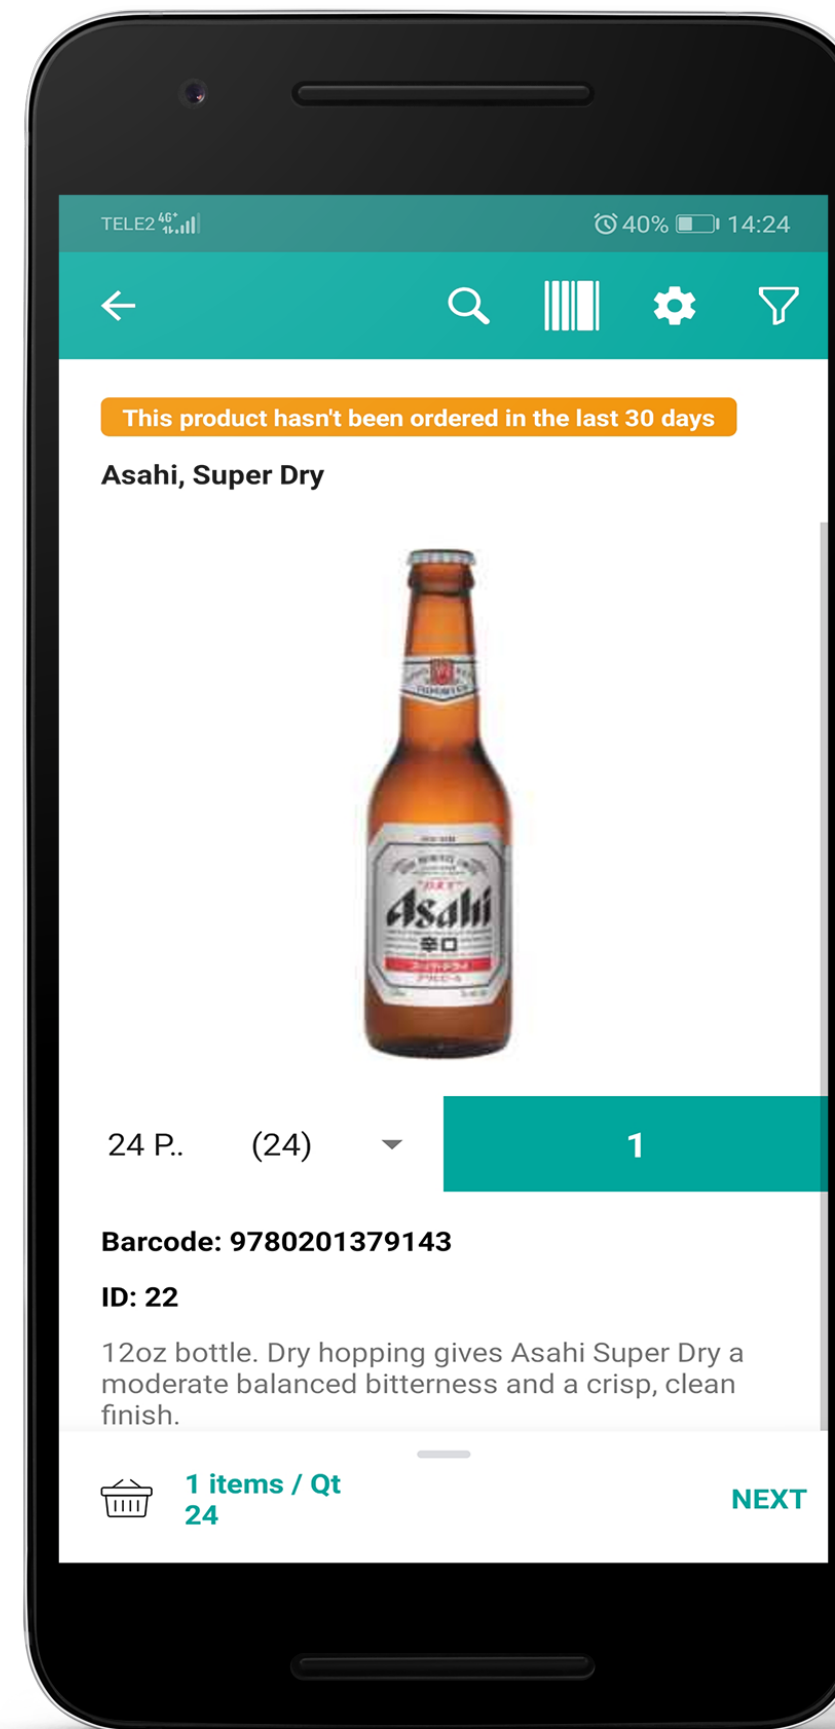 TELE2 4G+ 40% 14:24
This product hasn't been ordered in the last 30 days
Asahi, Super Dry
Asahi
辛口
24 P.. (24) 1
Barcode: 9780201379143
ID: 22
12oz bottle. Dry hopping gives Asahi Super Dry a
moderate balanced bitterness and a crisp, clean
finish.
1 items / Qt
24
NEXT